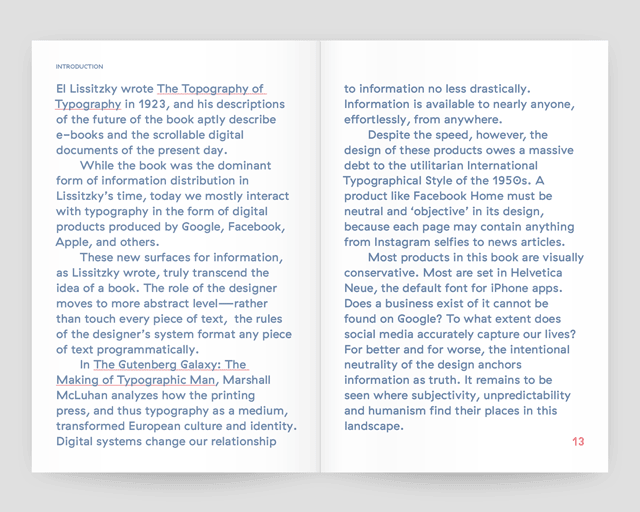 INTRODUCTION
El Lissitzky wrote The Topography of
Typography in 1923, and his descriptions
of the future of the book aptly describe
e–books and the scrollable digital
documents of the present day.
While the book was the dominant
form of information distribution in
Lissitzky's time, today we mostly interact
with typography in the form of digital
products produced by Google, Facebook,
Apple, and others.
These new surfaces for information,
as Lissitzky wrote, truly transcend the
idea of a book. The role of the designer
moves to more abstract level—rather
than touch every piece of text, the rules
of the designer's system format any piece
of text programmatically.
In The Gutenberg Galaxy: The
Making of Typographic Man, Marshall
McLuhan analyzes how the printing
press, and thus typography as a medium,
transformed European culture and identity.
Digital systems change our relationship
to information no less drastically.
Information is available to nearly anyone,
effortlessly, from anywhere.
Despite the speed, however, the
design of these products owes a massive
debt to the utilitarian International
Typographical Style of the 1950s. A
product like Facebook Home must be
neutral and ‘objective’ in its design,
because each page may contain anything
from Instagram selfies to news articles.
Most products in this book are visually
conservative. Most are set in Helvetica
Neue, the default font for iPhone apps.
Does a business exist of it cannot be
found on Google? To what extent does
social media accurately capture our lives?
For better and for worse, the intentional
neutrality of the design anchors
information as truth. It remains to be
seen where subjectivity, unpredictability
and humanism find their places in this
landscape.
13